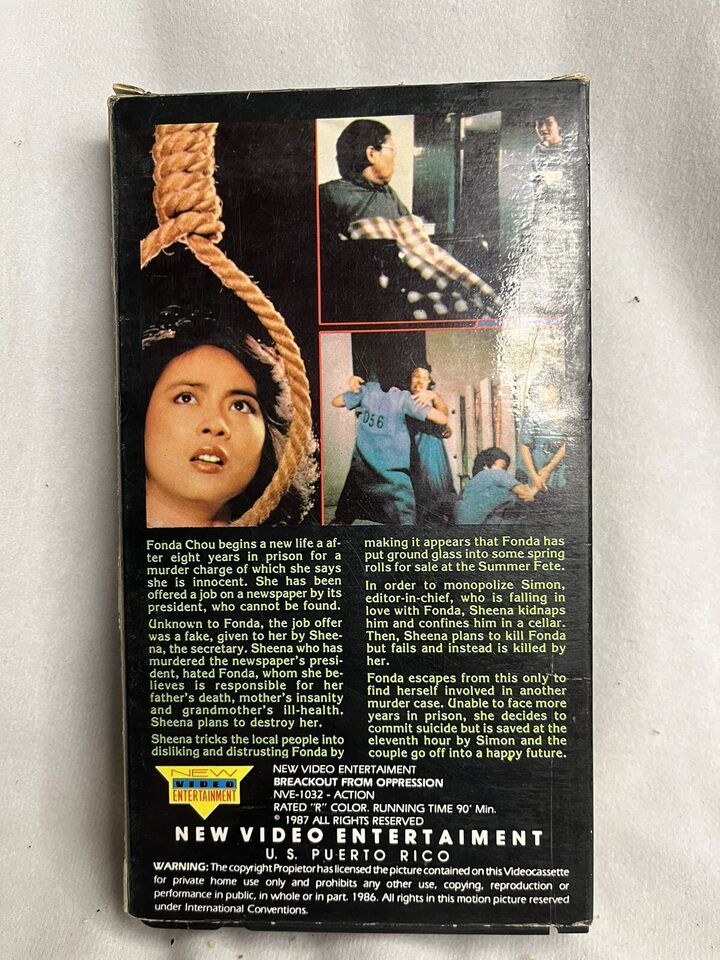 056
Fonda Chou begins a new life a af-
ter eight years in prison for a
murder charge of which she says
she is innocent. She has been
offered a job on a newspaper by its
president, who cannot be found.
Unknown to Fonda, the job offer
was a fake, given to her by Shee-
na, the secretary. Sheena who has
murdered the newspaper's presi-
dent, hated Fonda, whom she be-
lieves is responsible for her
father's death, mother's insanity
and grandmother's ill-health.
Sheena plans to destroy her.
Sheena tricks the local people into
disliking and distrusting Fonda by
making it appears that Fonda has
put ground glass into some spring
rolls for sale at the Summer Fete.
In order to monopolize Simon,
editor-in-chief, who is falling in
love with Fonda, Sheena kidnaps
him and confines him in a cellar.
Then, Sheena plans to kill Fonda
but fails and instead is killed by
her.
Fonda escapes from this only to
find herself involved in another
murder case. Unable to face more
years in prison, she decides to
commit suicide but is saved at the
eleventh hour by Simon and the
couple go off into a happy future.
NEW
VIDEO
ENTERTAINMENT
NEW VIDEO ENTERTAIMENT
BREACKOUT FROM OPPRESSION
NVE-1032 - ACTION
RATED "R" COLOR. RUNNING TIME 90' Min.
© 1987 ALL RIGHTS RESERVED
NEW VIDEO ENTERTAIMENT
U. S. PUERTO RICO
WARNING: The copyright Propietor has licensed the picture contained on this Videocassette
for private home use only and prohibits any other use, copying, reproduction or
performance in public, in whole or in part. 1986. All rights in this motion picture reserved
under International Conventions.